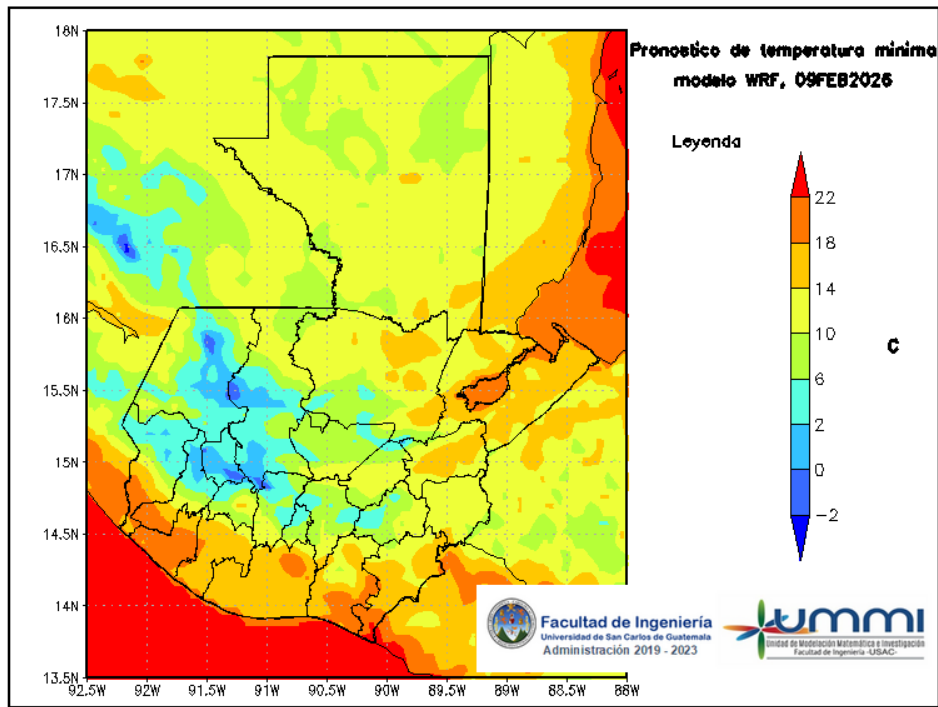 Pronostico de temperatura minima
modelo WRF, 09FEB2026
Leyenda
22
18
14
10
6
2
0
-2
C
18N
17.5N
17N
16.5N
16N
15.5N
15N
14.5N
14N
13.5N
92.5W
92W
91.5W
91W
90.5W
90W
89.5W
89W
88.5W
88W
Facultad de Ingeniería
Universidad de San Carlos de Guatemala
Administración 2019 - 2023
ummi
Unidad de Modelación Matemática e Investigación
Facultad de Ingeniería -USAC-